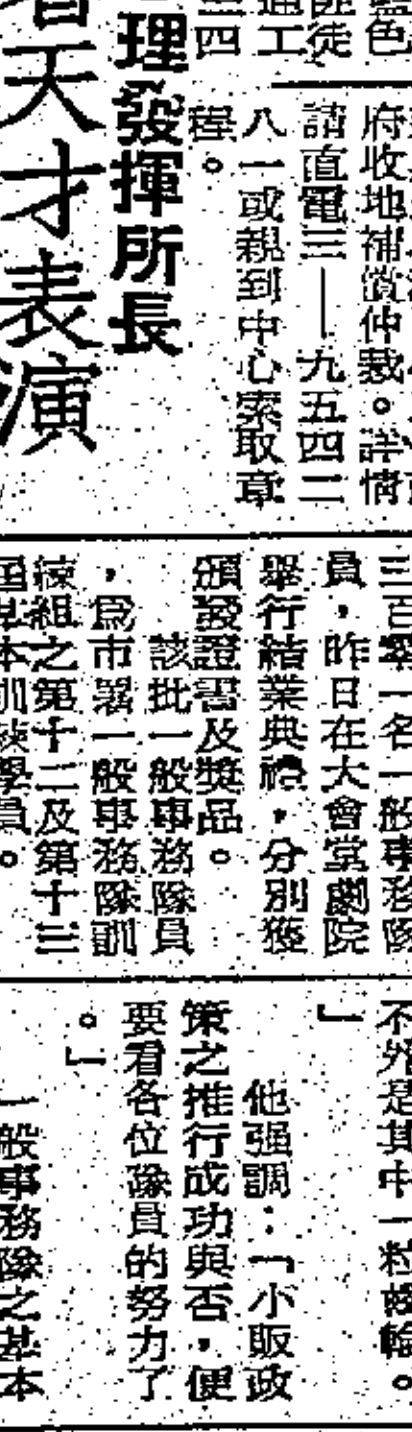 府收地補償仲裁。詳情
請直電三—九五四二
八一或親到中心索取章
程。
理發揮所長
天才表演
三百零一名一般事務隊
員，昨日在大會堂劇院
舉行結業典禮，分別獲
頒發證書及獎品。
該批一般事務隊員
，爲市署一般事務隊訓
練組之第十二及第十三
屆基本訓練學員。
不外是其中一粒螺輪。
」
他强調：「小販政
策之推行成功與否，便
要看各位隊員的努力了
。」
一般事務隊之基本